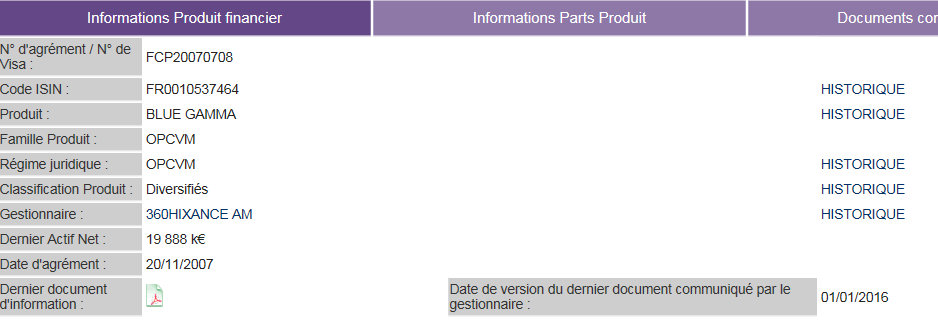 Informations Produit financier Informations Parts Produit Documents con
N° d'agrément / N° de
Visa : FCP20070708
Code ISIN : FR0010537464 HISTORIQUE
Produit : BLUE GAMMA HISTORIQUE
Famille Produit : OPCVM
Régime juridique : OPCVM HISTORIQUE
Classification Produit : Diversifiés HISTORIQUE
Gestionnaire : 360HIXANCE AM HISTORIQUE
Dernier Actif Net : 19 888 k€
Date d'agrément : 20/11/2007
Dernier document
d'information :
Date de version du dernier document communiqué par le
gestionnaire : 01/01/2016